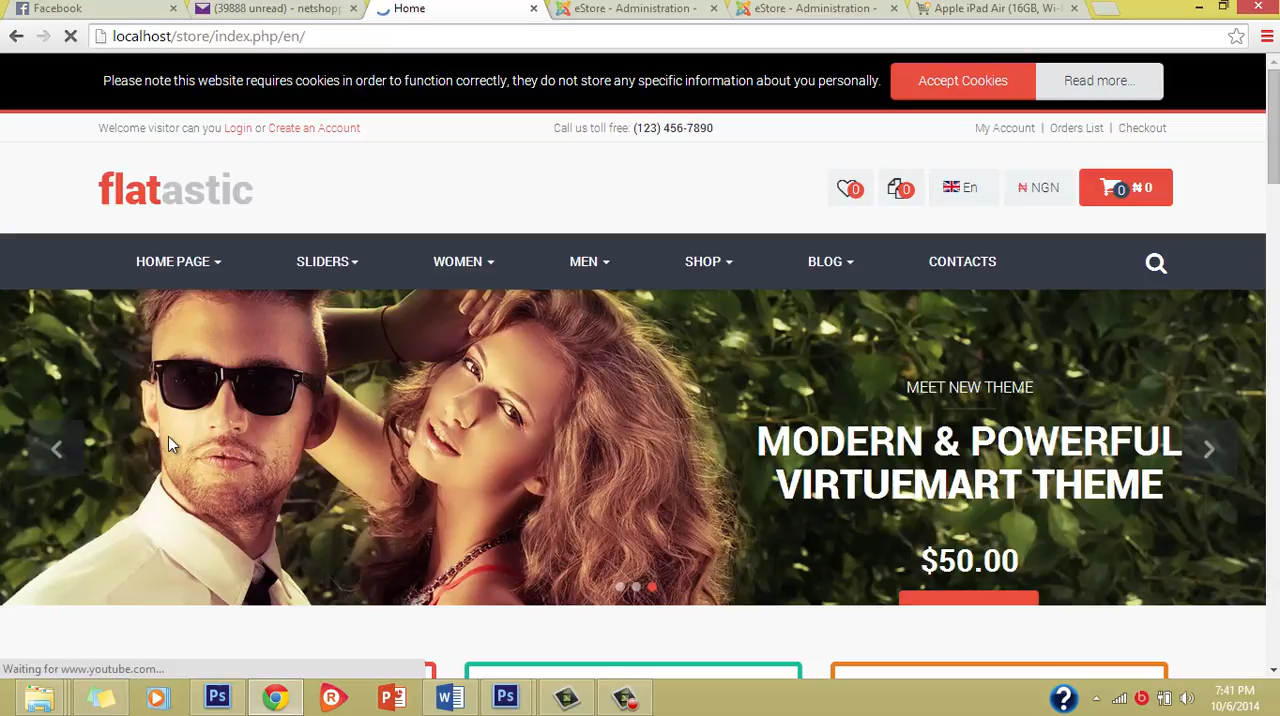 Facebook
(39888 unread) - netshopp
Home
eStore - Administration -
eStore - Administration -
Apple iPad Air (16GB, Wi-
localhost/store/index.php/en/
Please note this website requires cookies in order to function correctly, they do not store any specific information about you personally.
Accept Cookies
Read more...
Welcome visitor can you Login or Create an Account
Call us toll free: (123) 456-7890
My Account | Orders List | Checkout
flatastic
0
0
En
₦ NGN
0
₦ 0
HOME PAGE
SLIDERS
WOMEN
MEN
SHOP
BLOG
CONTACTS
MEET NEW THEME
MODERN & POWERFUL
VIRTUEMART THEME
$50.00
Waiting for www.youtube.com...
7:41 PM
10/6/2014